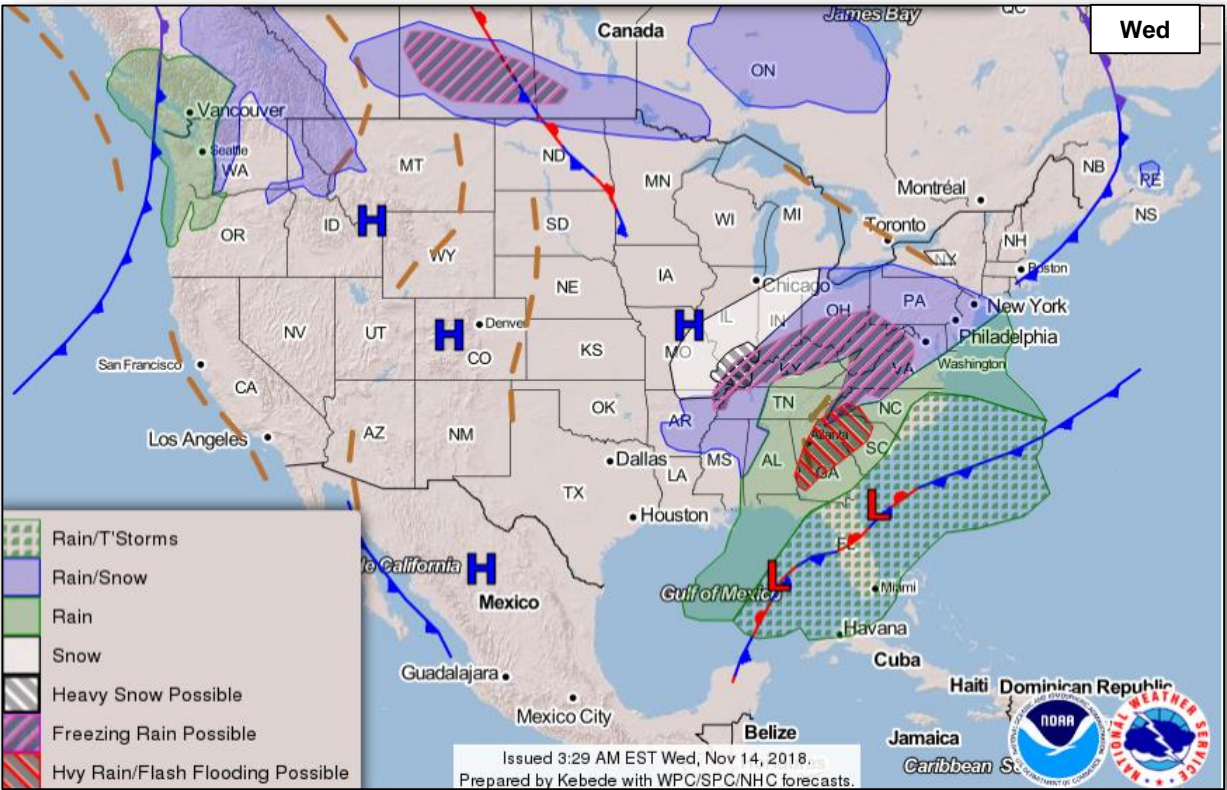 James Bay
QC
Wed
Canada
ON
Vancouver
Seattle
WA
MT
ND
MN
NB
PE
NS
Montréal
OR
ID
WY
SD
WI
MI
Toronto
NH
NY
Boston
H
NE
IA
Chicago
PA
New York
NV
UT
H
Denver
CO
KS
H
MO
IL
IN
OH
Philadelphia
San Francisco
CA
KY
VA
Washington
Los Angeles
AZ
NM
OK
AR
TN
NC
Atlanta
SC
Dallas
LA
MS
AL
GA
TX
Houston
L
FL
L
Rain/T'Storms
Rain/Snow
Rain
Snow
Heavy Snow Possible
Freezing Rain Possible
Hvy Rain/Flash Flooding Possible
le California
H
Mexico
Gulf of Mexico
Miami
Havana
Cuba
Guadalajara
Mexico City
Haiti
Dominican Republic
Belize
Jamaica
Caribbean S
Issued 3:29 AM EST Wed, Nov 14, 2018.
Prepared by Kebede with WPC/SPC/NHC forecasts.
NOAA
NATIONAL WEATHER SERVICE